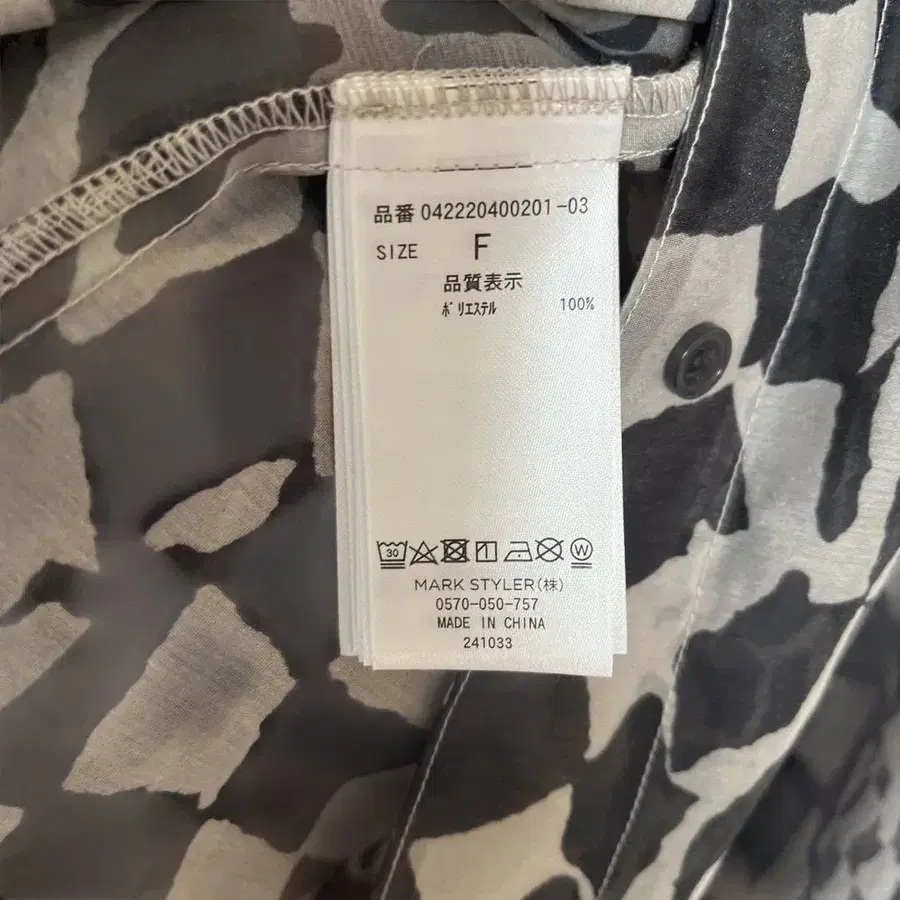 品番 042220400201-03
SIZE F
品質表示
ﾎﾟﾘｴｽﾃﾙ 100%
30 W
MARK STYLER(株)
0570-050-757
MADE IN CHINA
241033